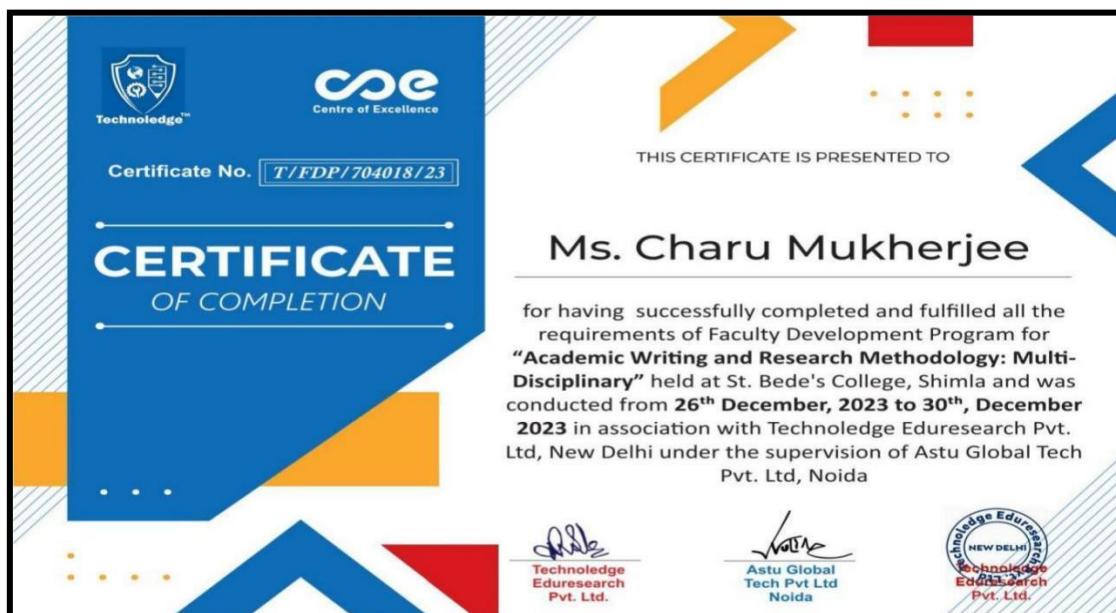 Technoledge™
coe
Centre of Excellence
Certificate No. T/FDP/704018/23
CERTIFICATE
OF COMPLETION
THIS CERTIFICATE IS PRESENTED TO
Ms. Charu Mukherjee
for having successfully completed and fulfilled all the
requirements of Faculty Development Program for
“Academic Writing and Research Methodology: Multi-
Disciplinary” held at St. Bede's College, Shimla and was
conducted from 26th December, 2023 to 30th, December
2023 in association with Technoledge Eduresearch Pvt.
Ltd, New Delhi under the supervision of Astu Global Tech
Pvt. Ltd, Noida
Technoledge
Eduresearch
Pvt. Ltd.
Astu Global
Tech Pvt Ltd
Noida
Technoledge Eduresearch
NEW DELHI
Technoledge
Eduresearch
Pvt. Ltd.